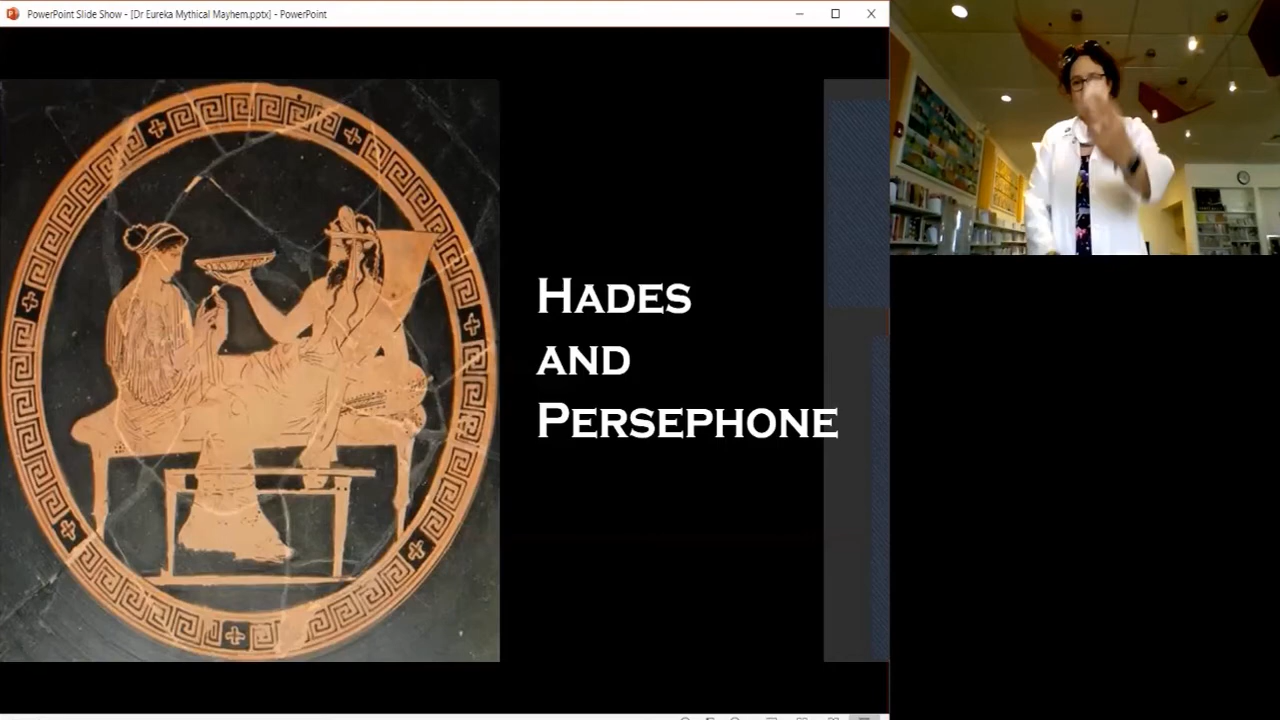 PowerPoint Slide Show - [Dr Eureka Mythical Mayhem.pptx] - PowerPoint
HADES
AND
PERSEPHONE